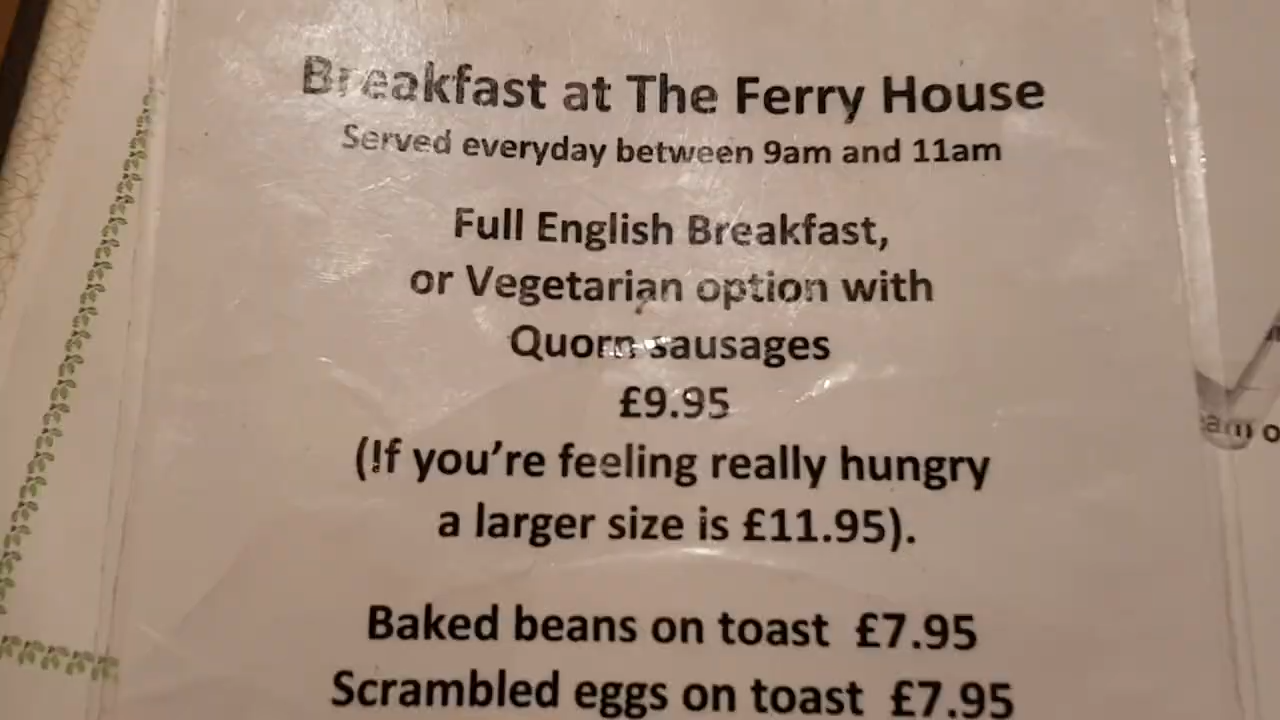 Breakfast at The Ferry House
Served everyday between 9am and 11am
Full English Breakfast,
or Vegetarian option with
Quorn sausages
£9.95
(If you're feeling really hungry
a larger size is £11.95).
Baked beans on toast £7.95
Scrambled eggs on toast £7.95